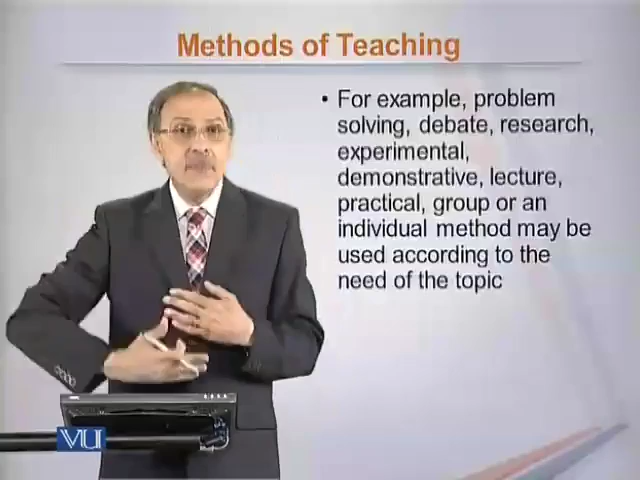 Methods of Teaching
• For example, problem
solving, debate, research,
experimental,
demonstrative, lecture,
practical, group or an
individual method may be
used according to the
need of the topic
VU